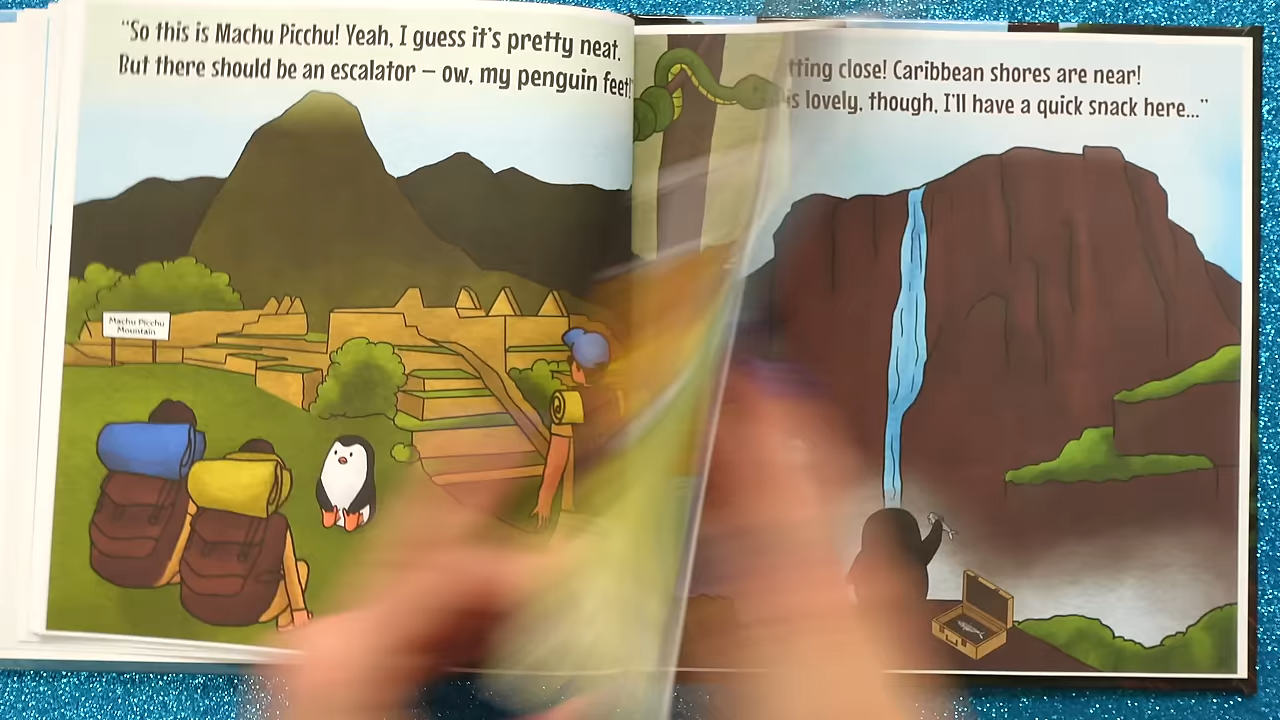 "So this is Machu Picchu! Yeah, I guess it's pretty neat.
But there should be an escalator – ow, my penguin feet!
Machu Picchu
Mountain
close! Caribbean shores are near!
lovely, though, I'll have a quick snack here..."